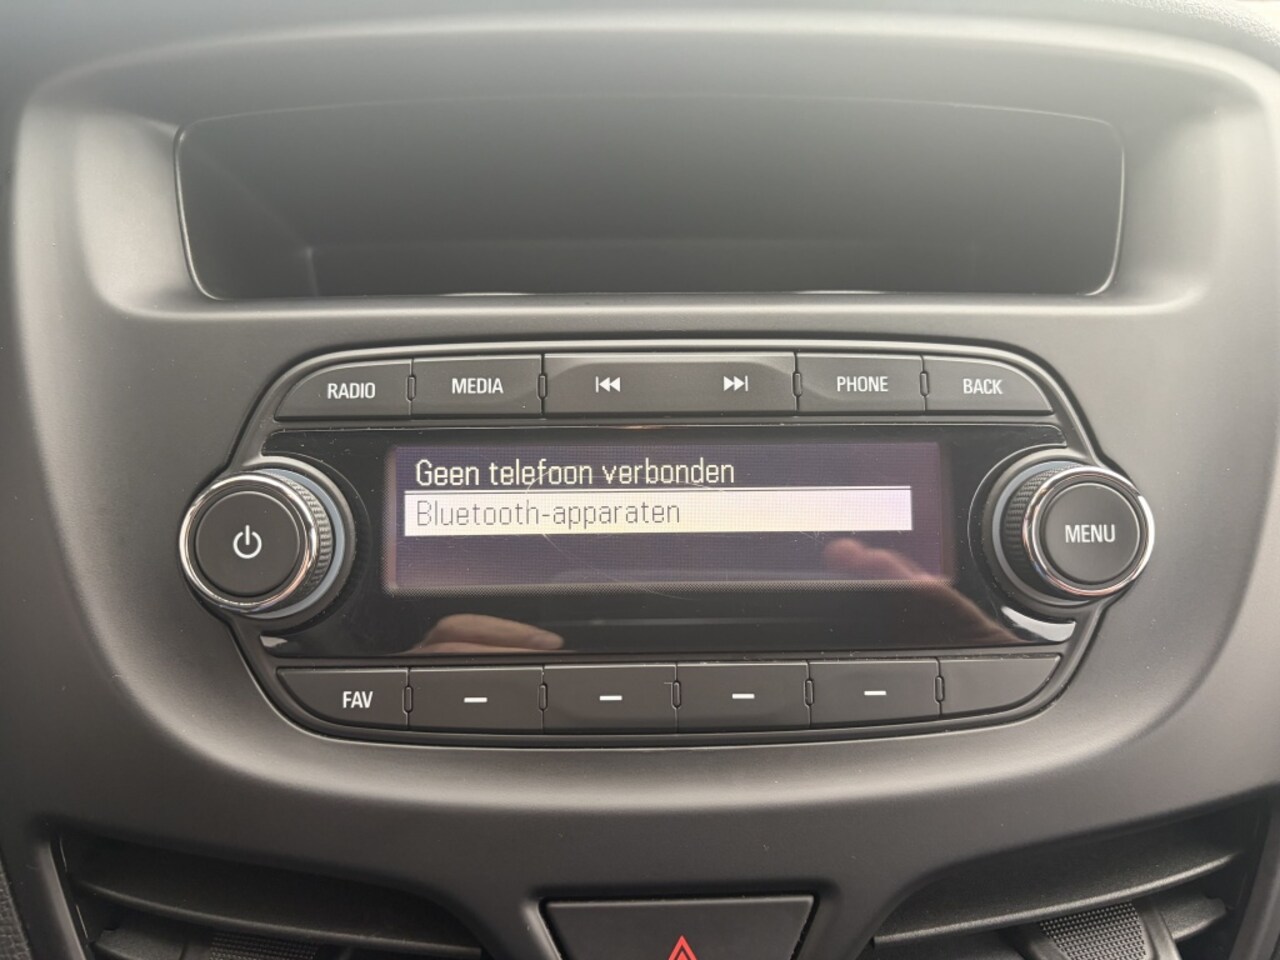 RADIO MEDIA PHONE BACK
Geen telefoon verbonden
Bluetooth-apparaten
MENU
FAV